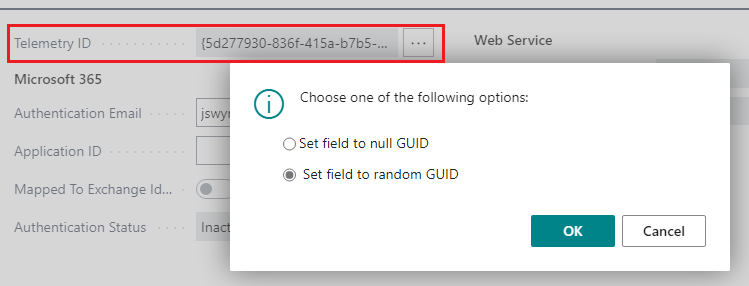 Telemetry ID
{5d277930-836f-415a-b7b5-...
...
Web Service
Microsoft 365
Choose one of the following options:
Authentication Email
Set field to null GUID
Application ID
Set field to random GUID
Mapped To Exchange Id...
Authentication Status
OK
Cancel